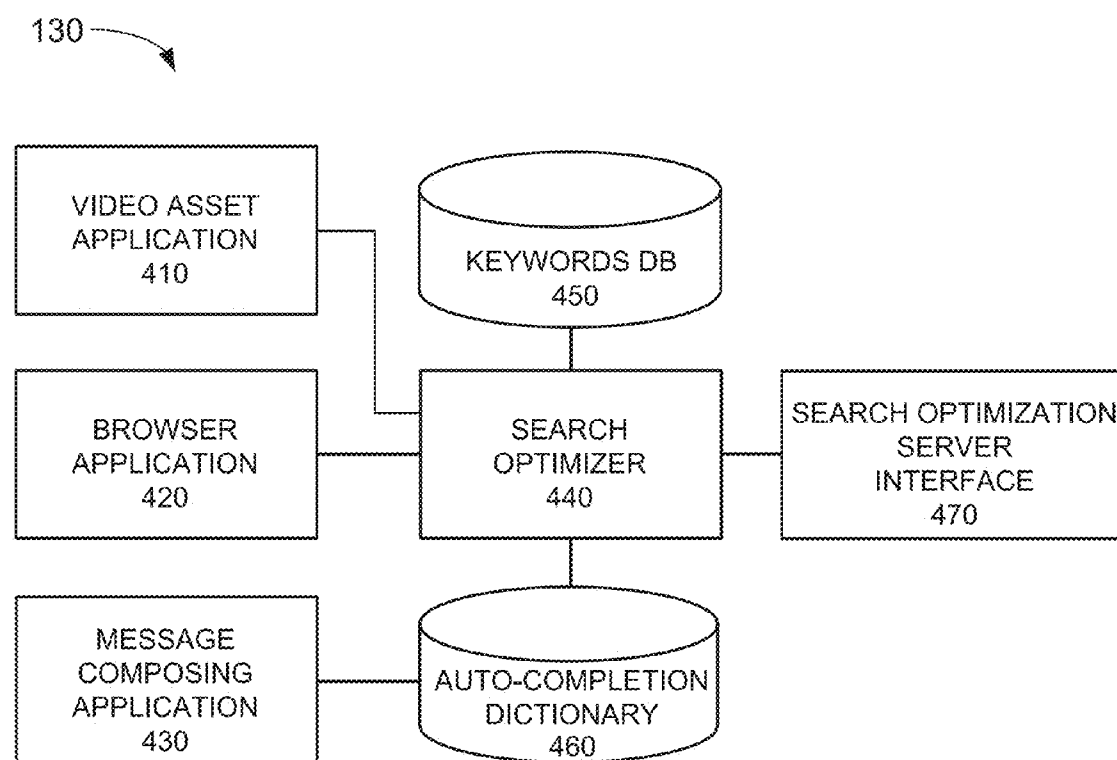 130
VIDEO ASSET
APPLICATION
410
KEYWORDS DB
450
BROWSER
APPLICATION
420
SEARCH
OPTIMIZER
440
SEARCH OPTIMIZATION
SERVER
INTERFACE
470
MESSAGE
COMPOSING
APPLICATION
430
AUTO-COMPLETION
DICTIONARY
460